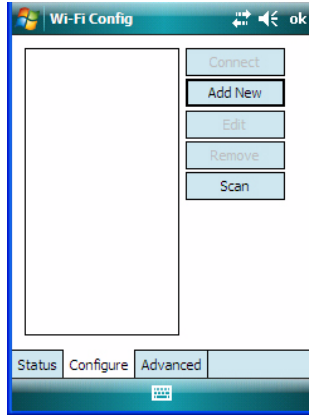 Wi-Fi Config ok
Connect
Add New
Edit
Remove
Scan
Status Configure Advanced